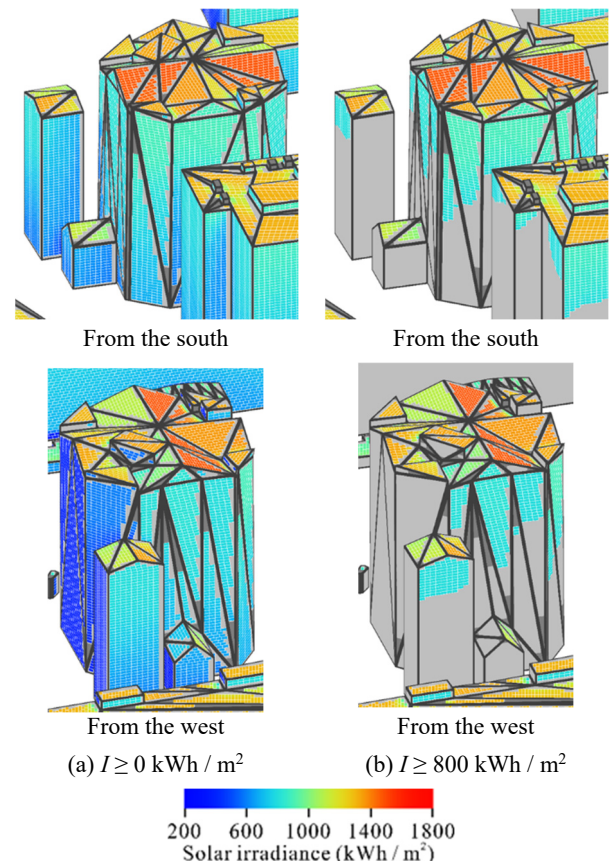 From the south
From the south
From the west
From the west
(a) I ≥ 0 kWh / m²
(b) I ≥ 800 kWh / m²
200 600 1000 1400 1800
Solar irradiance (kWh / m²)